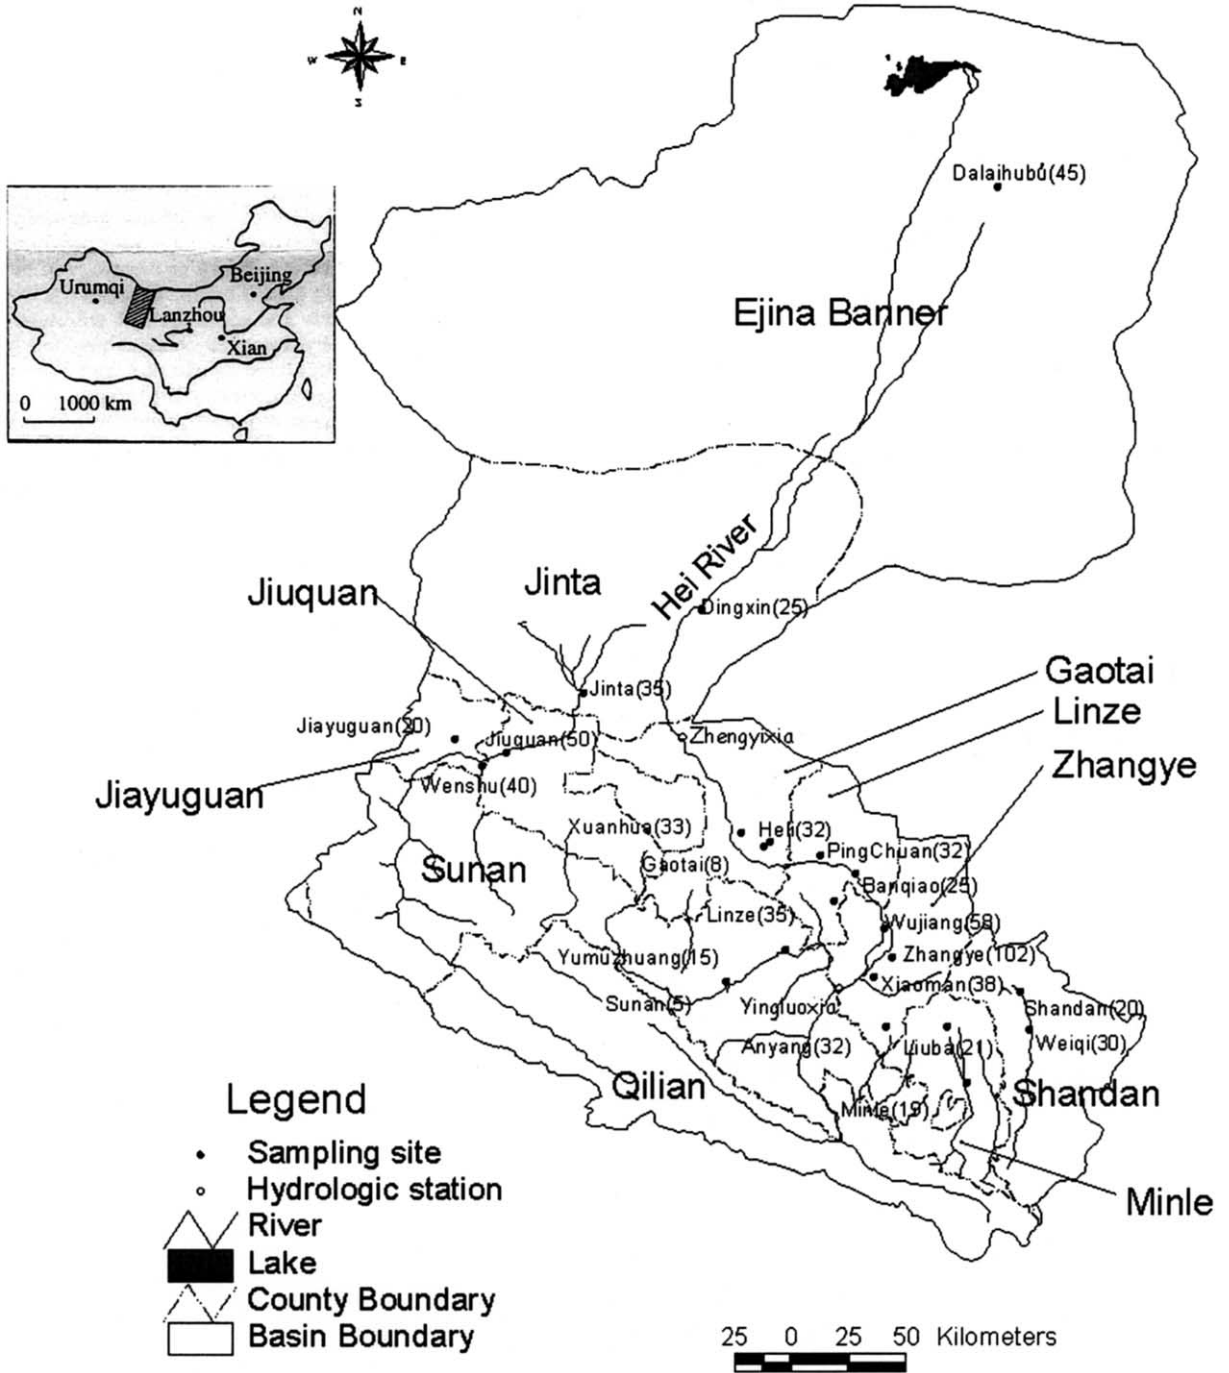 N
W
E
S
Dalaihubu(45)
Urumqi
Beijing
Lanzhou
Xian
0 1000 km
Ejina Banner
Hei River
Jiuquan
Jinta
Dingxin(25)
Gaotai
Jinta(35)
Linze
Jiayuguan(20)
Jiuquan(50)
Zhengyixia
Zhangye
Wenshu(40)
Jiayuguan
Xuanhua(33)
Heli(32)
PingChuan(32)
Sunan
Gaotai(8)
Banqiao(25)
Linze(35)
Wujiang(58)
Yumuzhuang(15)
Zhangye(102)
Xiaoman(38)
Sunan(5)
Yingluoxia
Shandan(20)
Anyang(32)
Liuba(21)
Weiqi(30)
Qilian
Shandan
Minle(19)
Minle
Legend
Sampling site
Hydrologic station
River
Lake
County Boundary
Basin Boundary
25 0 25 50 Kilometers